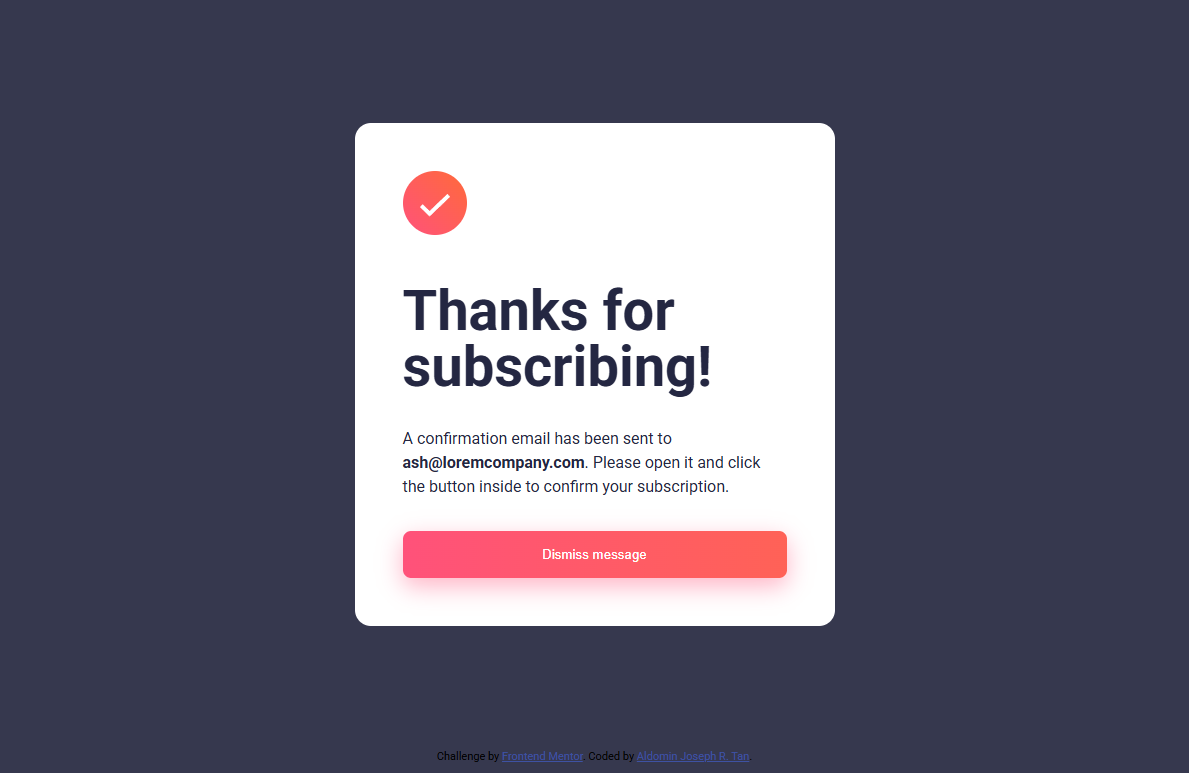 Thanks for
subscribing!
A confirmation email has been sent to
ash@loremcompany.com. Please open it and click
the button inside to confirm your subscription.
Dismiss message
Challenge by Frontend Mentor. Coded by Aldomin Joseph R. Tan.